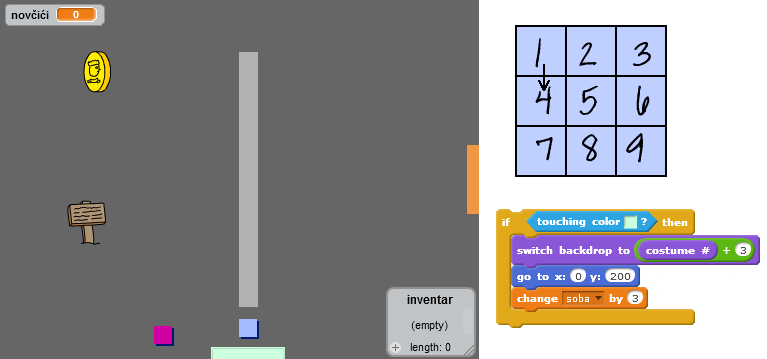 novčići 0
inventar
(empty)
+ length: 0
1 2 3
4 5 6
7 8 9
if touching color ? then
switch backdrop to costume # + 3
go to x: 0 y: 200
change soba by 3